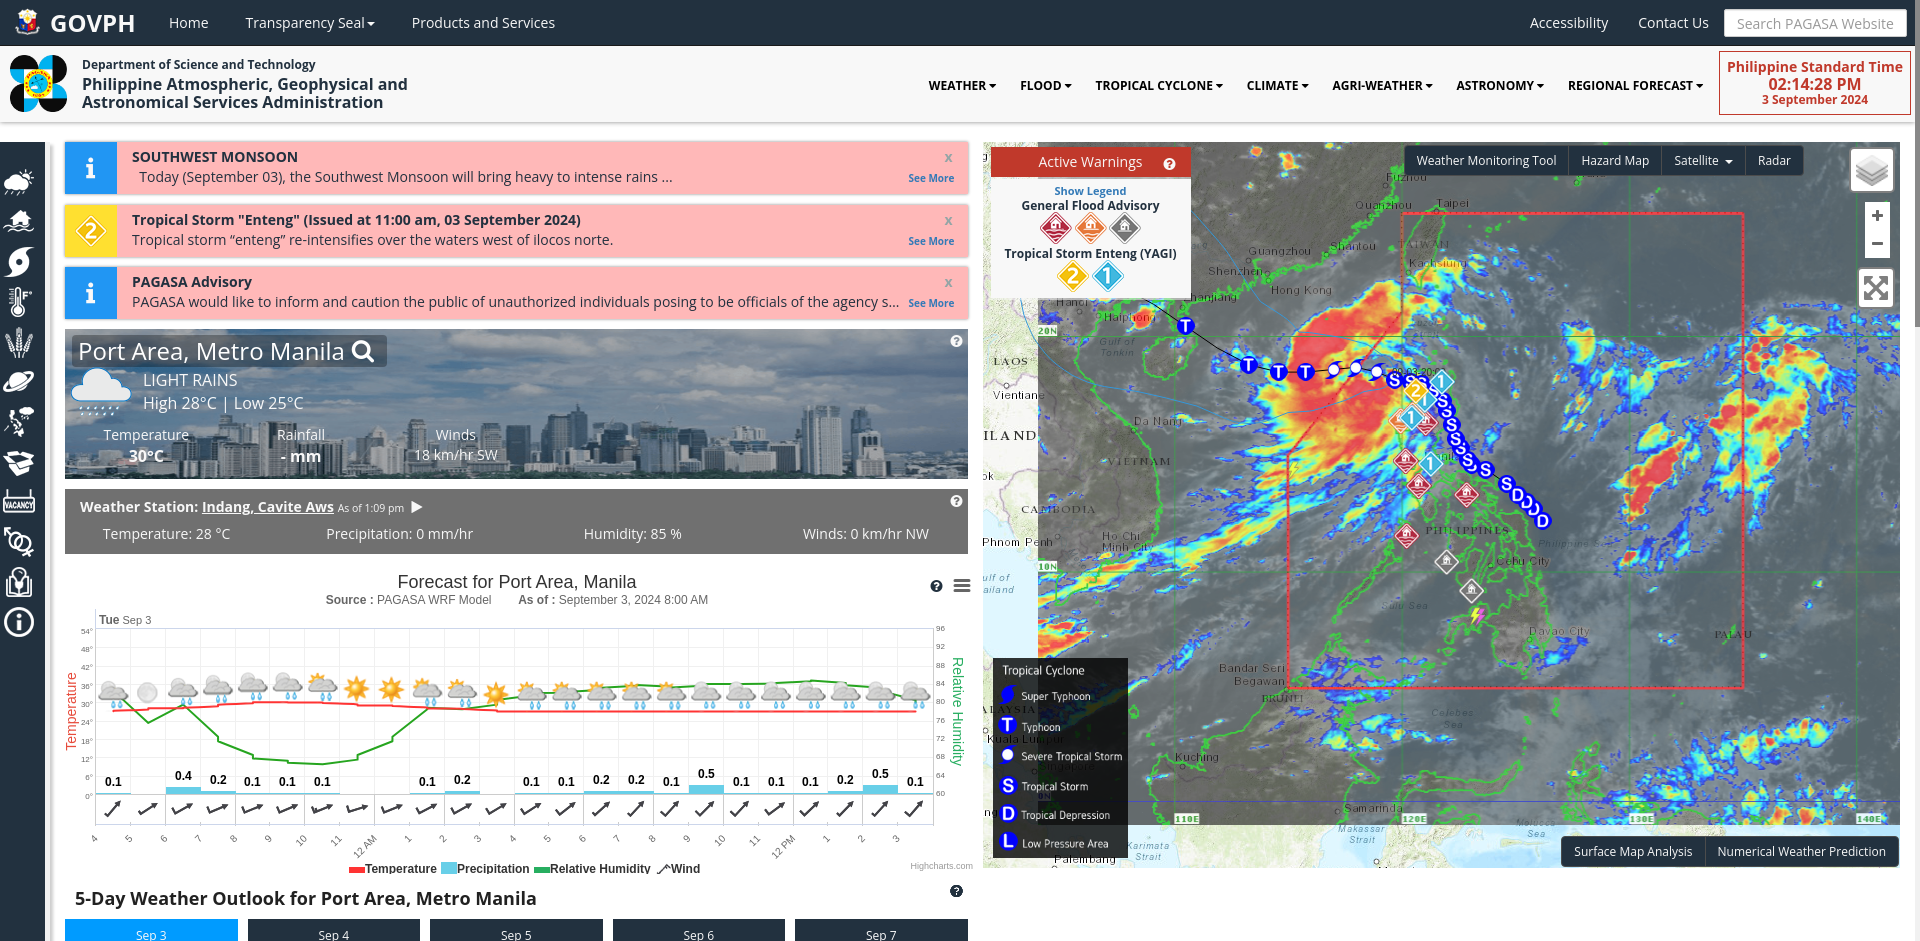 GOVPH
Home
Transparency Seal
Products and Services
Accessibility
Contact Us
Search PAGASA Website
Department of Science and Technology
Philippine Atmospheric, Geophysical and
Astronomical Services Administration
WEATHER
FLOOD
TROPICAL CYCLONE
CLIMATE
AGRI-WEATHER
ASTRONOMY
REGIONAL FORECAST
Philippine Standard Time
02:14:28 PM
3 September 2024
SOUTHWEST MONSOON
x
Today (September 03), the Southwest Monsoon will bring heavy to intense rains ...
See More
2
Tropical Storm "Enteng" (Issued at 11:00 am, 03 September 2024)
x
Tropical storm “enteng” re-intensifies over the waters west of ilocos norte.
See More
PAGASA Advisory
x
PAGASA would like to inform and caution the public of unauthorized individuals posing to be officials of the agency s...
See More
Port Area, Metro Manila
LIGHT RAINS
High 28°C | Low 25°C
Temperature
30°C
Rainfall
- mm
Winds
18 km/hr SW
Weather Station: Indang, Cavite Aws As of 1:09 pm
Temperature: 28 °C
Precipitation: 0 mm/hr
Humidity: 85 %
Winds: 0 km/hr NW
VACANCY
Forecast for Port Area, Manila
Source : PAGASA WRF Model As of : September 3, 2024 8:00 AM
Tue Sep 3
Temperature
54°
48°
42°
36°
30°
24°
18°
12°
6°
0°
96
92
88
84
80
76
72
68
64
60
Relative Humidity
0.1 0.4 0.2 0.1 0.1 0.1 0.1 0.2 0.1 0.1 0.2 0.2 0.1 0.5 0.1 0.1 0.1 0.2 0.5 0.1
4 5 6 7 8 9 10 11 12 AM 1 2 3 4 5 6 7 8 9 10 11 12 PM 1 2 3
Temperature Precipitation Relative Humidity Wind
Highcharts.com
5-Day Weather Outlook for Port Area, Metro Manila
Sep 3
Sep 4
Sep 5
Sep 6
Sep 7
Active Warnings
Show Legend
General Flood Advisory
Tropical Storm Enteng (YAGI)
2 1
Weather Monitoring Tool
Hazard Map
Satellite
Radar
+
−
Fuzhou
Quanzhou
Taipei
TAIWAN
Kaohsiung
Guangzhou
Shantou
Shenzhen
Hong Kong
Zhanjiang
Hanoi
Haiphong
Gulf of
Tonkin
20N
LAOS
Vientiane
Da Nang
VIETNAM
CAMBODIA
Phnom Penh
Ho Chi
Minh City
10N
PHILIPPINES
Cebu City
Sulu Sea
Davao City
PALAU
Bandar Seri
Begawan
BRUNEI
Celebes
Sea
Kuching
Samarinda
Makassar
Strait
Karimata
Strait
Palembang
110E
120E
130E
140E
Tropical Cyclone
Super Typhoon
T Typhoon
Severe Tropical Storm
S Tropical Storm
D Tropical Depression
L Low Pressure Area
Surface Map Analysis
Numerical Weather Prediction